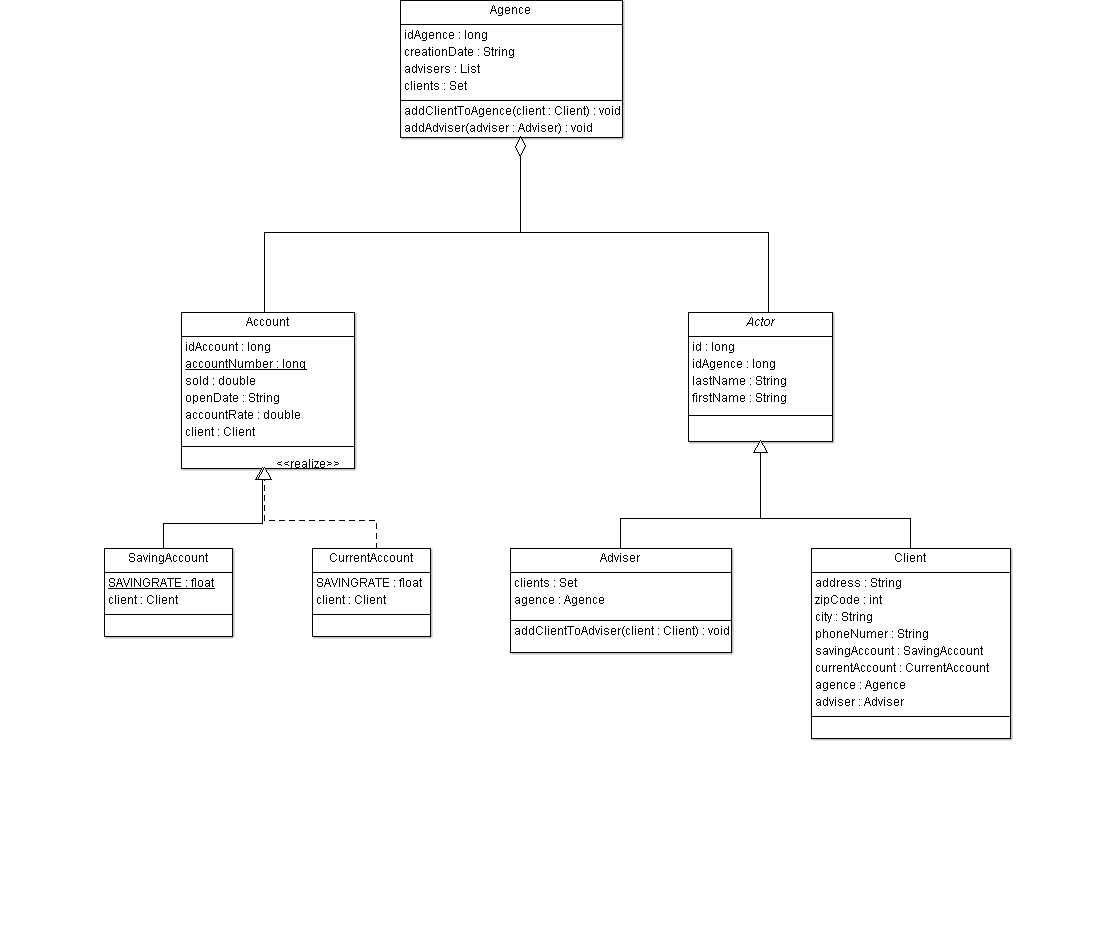 Agence
idAgence : long
creationDate : String
advisers : List
clients : Set
addClientToAgence(client : Client) : void
addAdviser(adviser : Adviser) : void
Account
idAccount : long
accountNumber : long
sold : double
openDate : String
accountRate : double
client : Client
<<realize>>
Actor
id : long
idAgence : long
lastName : String
firstName : String
SavingAccount
SAVINGRATE : float
client : Client
CurrentAccount
SAVINGRATE : float
client : Client
Adviser
clients : Set
agence : Agence
addClientToAdviser(client : Client) : void
Client
address : String
zipCode : int
city : String
phoneNumer : String
savingAccount : SavingAccount
currentAccount : CurrentAccount
agence : Agence
adviser : Adviser